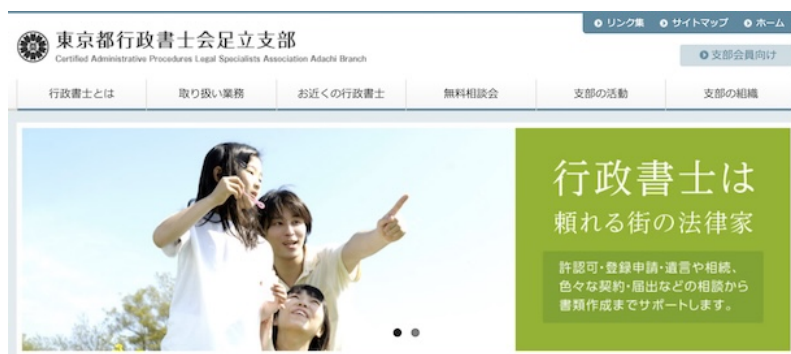 リンク集 サイトマップ ホーム
東京都行政書士会足立支部
Certified Administrative Procedures Legal Specialists Association Adachi Branch
支部会員向け
行政書士とは 取り扱い業務 お近くの行政書士 無料相談会 支部の活動 支部の組織
行政書士は
頼れる街の法律家
許認可・登録申請・遺言や相続、
色々な契約・届出などの相談から
書類作成までサポートします。